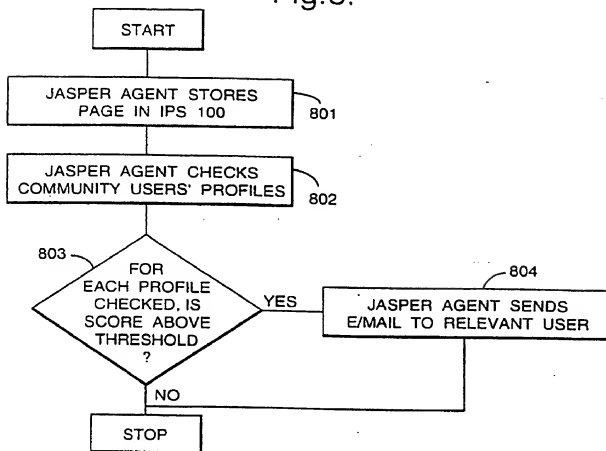 START
JASPER AGENT STORES
PAGE IN IPS 100
801
JASPER AGENT CHECKS
COMMUNITY USERS' PROFILES
802
803
FOR
EACH PROFILE
CHECKED, IS
SCORE ABOVE
THRESHOLD
?
YES
804
JASPER AGENT SENDS
E/MAIL TO RELEVANT USER
NO
STOP